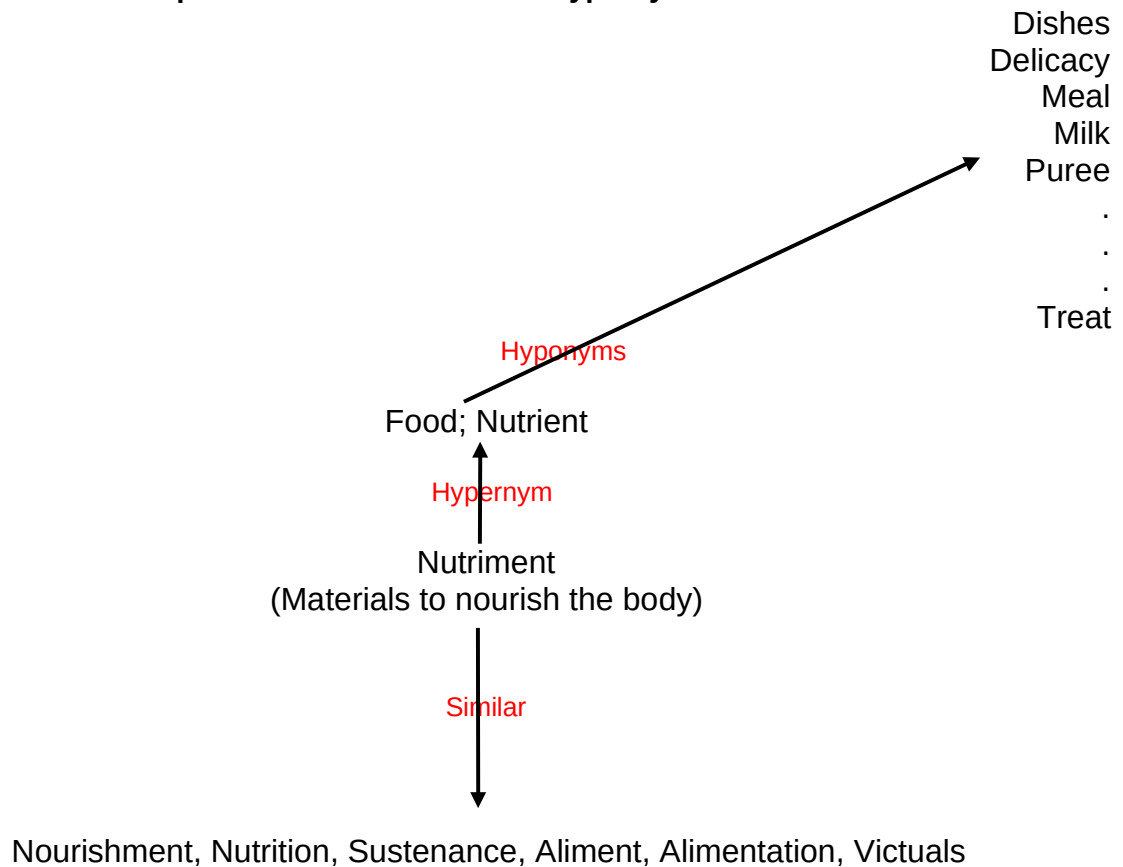 Dishes
Delicacy
Meal
Milk
Puree
.
.
.
Treat
Hyponyms
Food; Nutrient
Hypernym
Nutriment
(Materials to nourish the body)
Similar
Nourishment, Nutrition, Sustenance, Aliment, Alimentation, Victuals